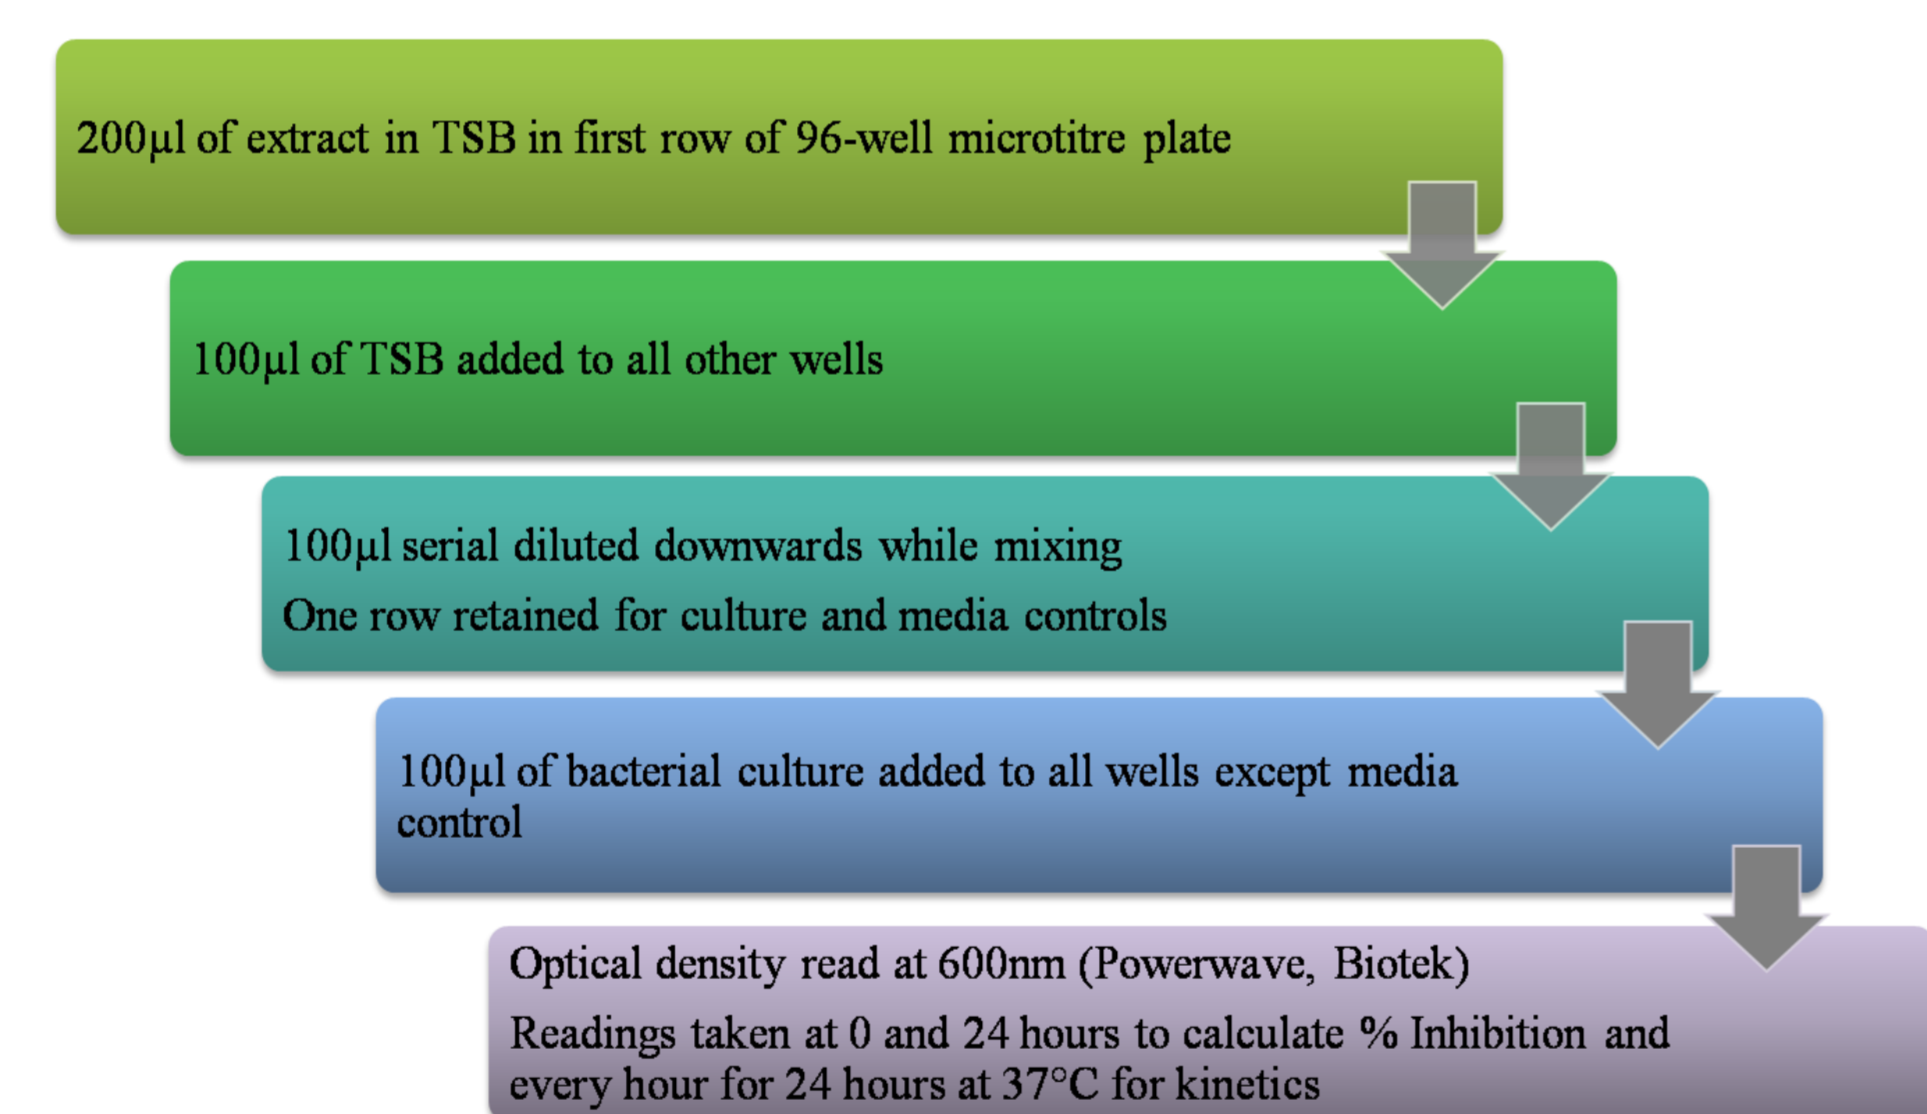 200µl of extract in TSB in first row of 96-well microtitre plate
100µl of TSB added to all other wells
100µl serial diluted downwards while mixing
One row retained for culture and media controls
100µl of bacterial culture added to all wells except media
control
Optical density read at 600nm (Powerwave, Biotek)
Readings taken at 0 and 24 hours to calculate % Inhibition and
every hour for 24 hours at 37°C for kinetics